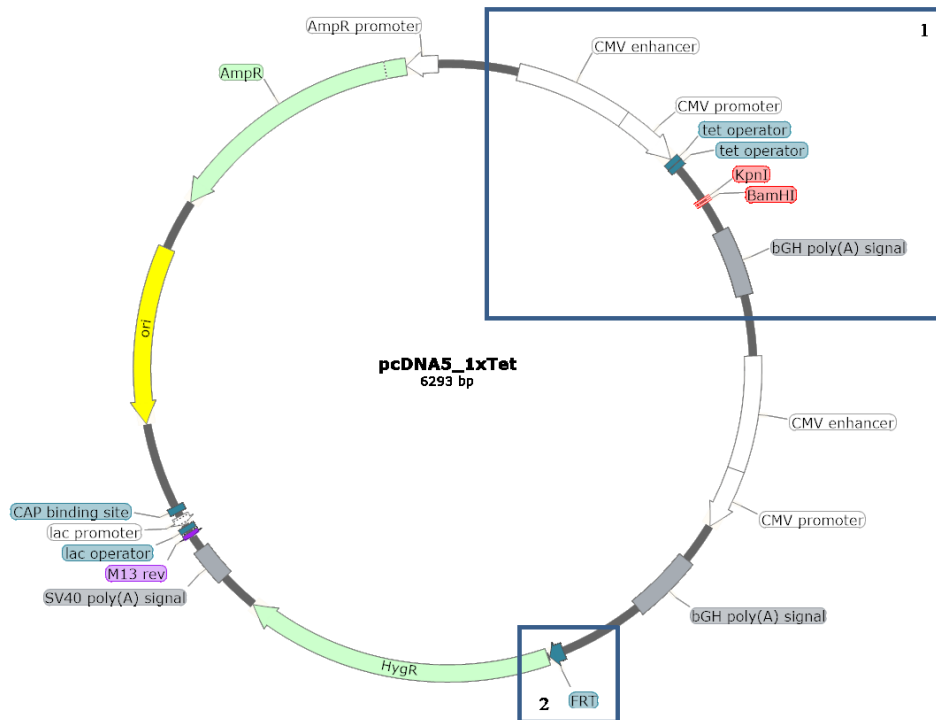 1
AmpR promoter
CMV enhancer
AmpR
CMV promoter
tet operator
tet operator
KpnI
BamHI
bGH poly(A) signal
ori
pcDNA5_1xTet
6293 bp
CMV enhancer
CAP binding site
lac promoter
CMV promoter
lac operator
M13 rev
SV40 poly(A) signal
bGH poly(A) signal
HygR
2
FRT